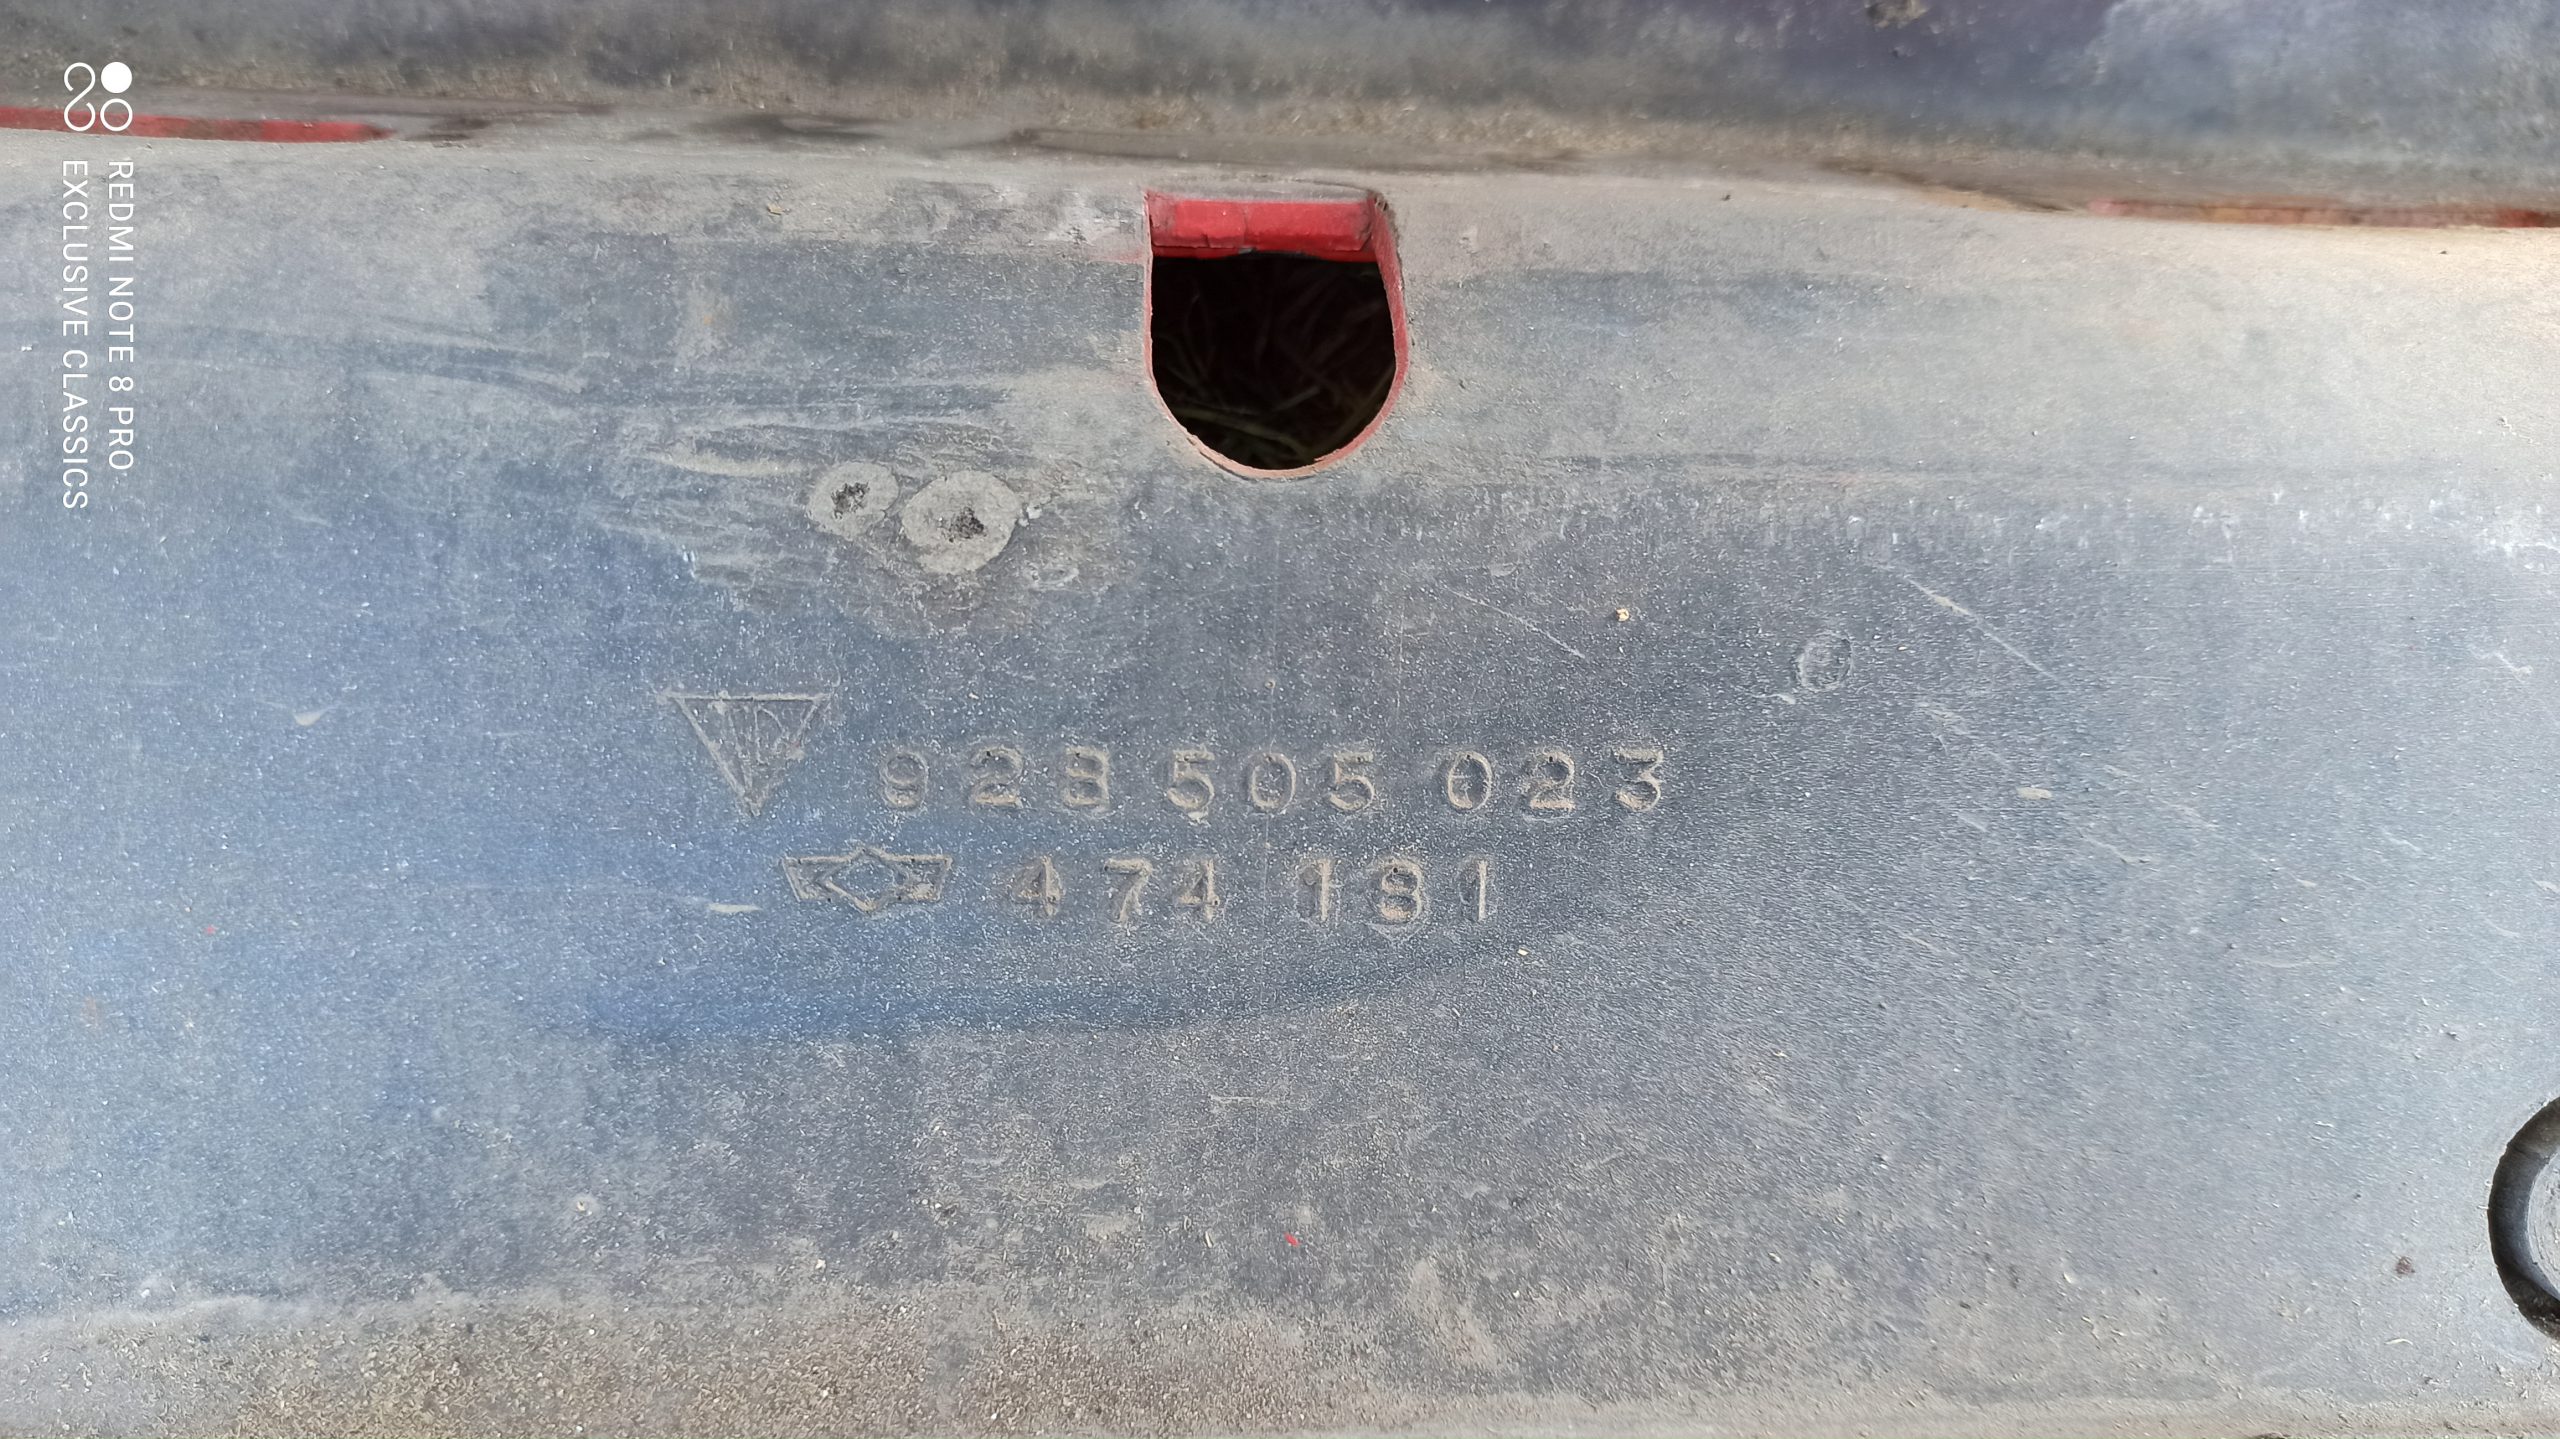 REDMI NOTE 8 PRO
EXCLUSIVE CLASSICS
928 505 023
474 181